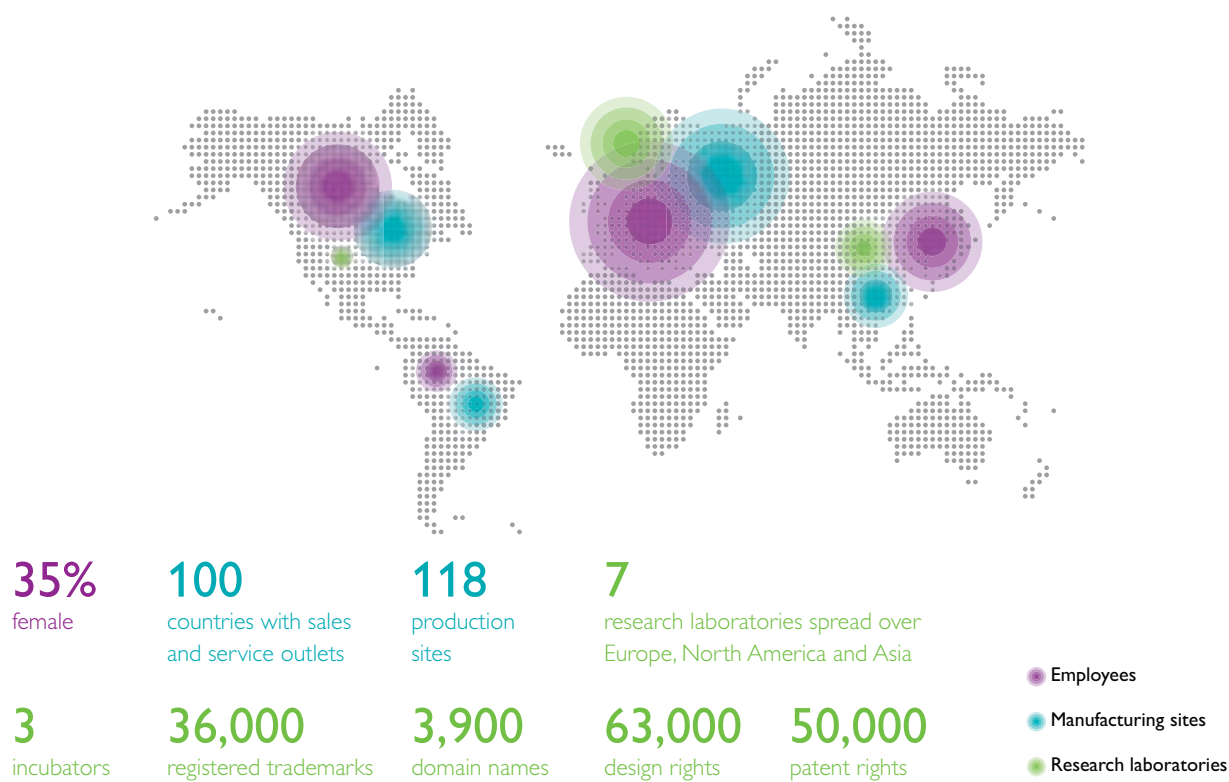 35%
female
100
countries with sales
and service outlets
118
production
sites
7
research laboratories spread over
Europe, North America and Asia
3
incubators
36,000
registered trademarks
3,900
domain names
63,000
design rights
50,000
patent rights
Employees
Manufacturing sites
Research laboratories